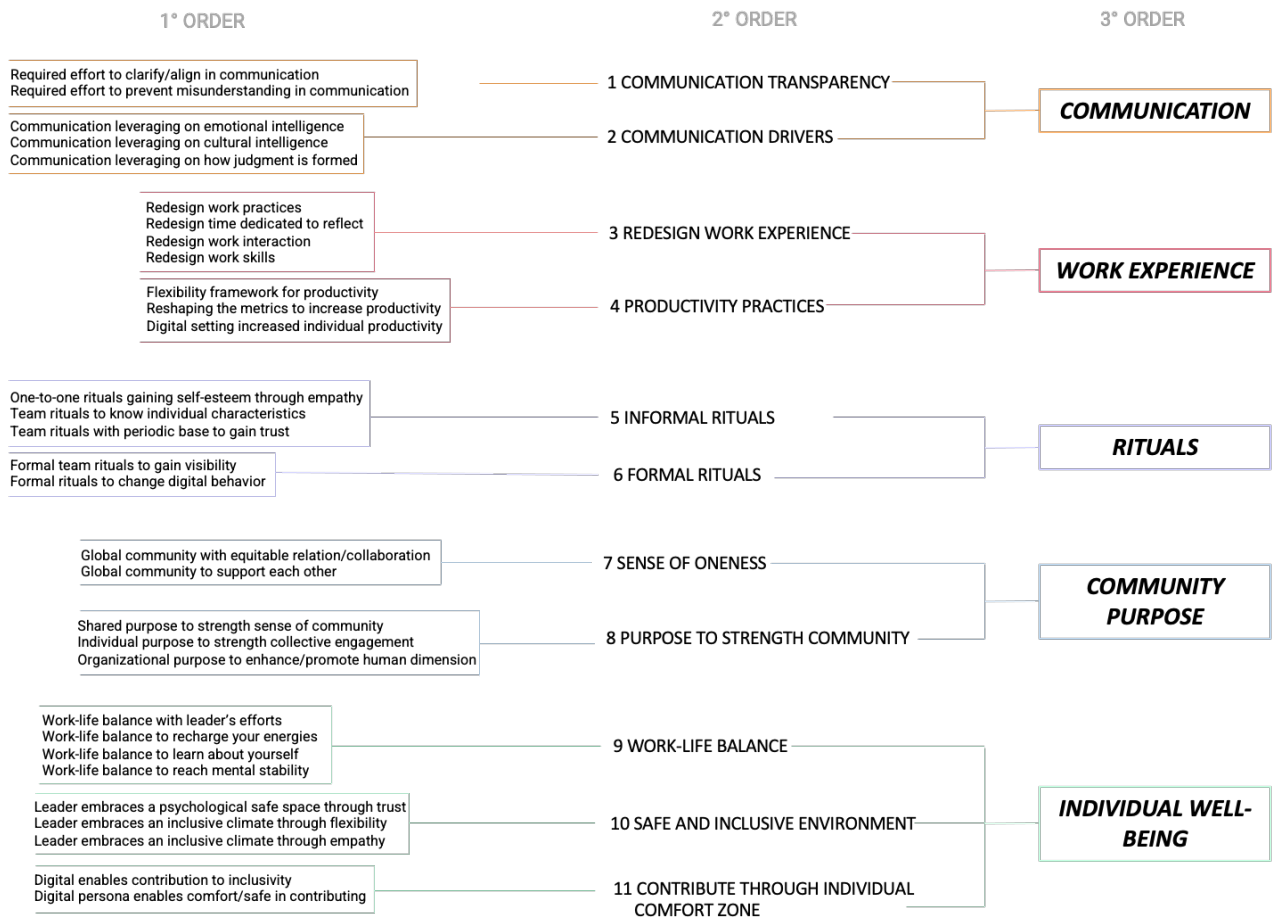 1° ORDER
2° ORDER
3° ORDER
Required effort to clarify/align in communication
Required effort to prevent misunderstanding in communication
1 COMMUNICATION TRANSPARENCY
Communication leveraging on emotional intelligence
Communication leveraging on cultural intelligence
Communication leveraging on how judgment is formed
2 COMMUNICATION DRIVERS
COMMUNICATION
Redesign work practices
Redesign time dedicated to reflect
Redesign work interaction
Redesign work skills
3 REDESIGN WORK EXPERIENCE
Flexibility framework for productivity
Reshaping the metrics to increase productivity
Digital setting increased individual productivity
4 PRODUCTIVITY PRACTICES
WORK EXPERIENCE
One-to-one rituals gaining self-esteem through empathy
Team rituals to know individual characteristics
Team rituals with periodic base to gain trust
5 INFORMAL RITUALS
Formal team rituals to gain visibility
Formal rituals to change digital behavior
6 FORMAL RITUALS
RITUALS
Global community with equitable relation/collaboration
Global community to support each other
7 SENSE OF ONENESS
Shared purpose to strength sense of community
Individual purpose to strength collective engagement
Organizational purpose to enhance/promote human dimension
8 PURPOSE TO STRENGTH COMMUNITY
COMMUNITY
PURPOSE
Work-life balance with leader's efforts
Work-life balance to recharge your energies
Work-life balance to learn about yourself
Work-life balance to reach mental stability
9 WORK-LIFE BALANCE
Leader embraces a psychological safe space through trust
Leader embraces an inclusive climate through flexibility
Leader embraces an inclusive climate through empathy
10 SAFE AND INCLUSIVE ENVIRONMENT
Digital enables contribution to inclusivity
Digital persona enables comfort/safe in contributing
11 CONTRIBUTE THROUGH INDIVIDUAL
COMFORT ZONE
INDIVIDUAL WELL-
BEING